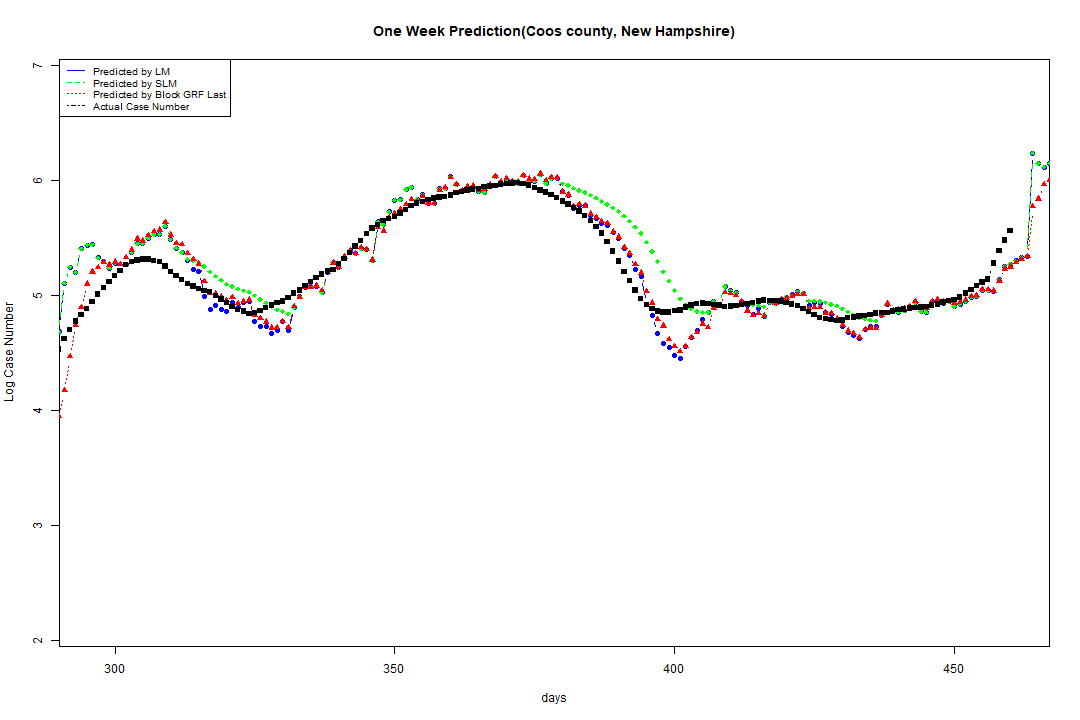 One Week Prediction(Coos county, New Hampshire)
Predicted by LM
Predicted by SLM
Predicted by Block GRF Last
Actual Case Number
7
6
5
4
3
2
Log Case Number
300
350
400
450
days